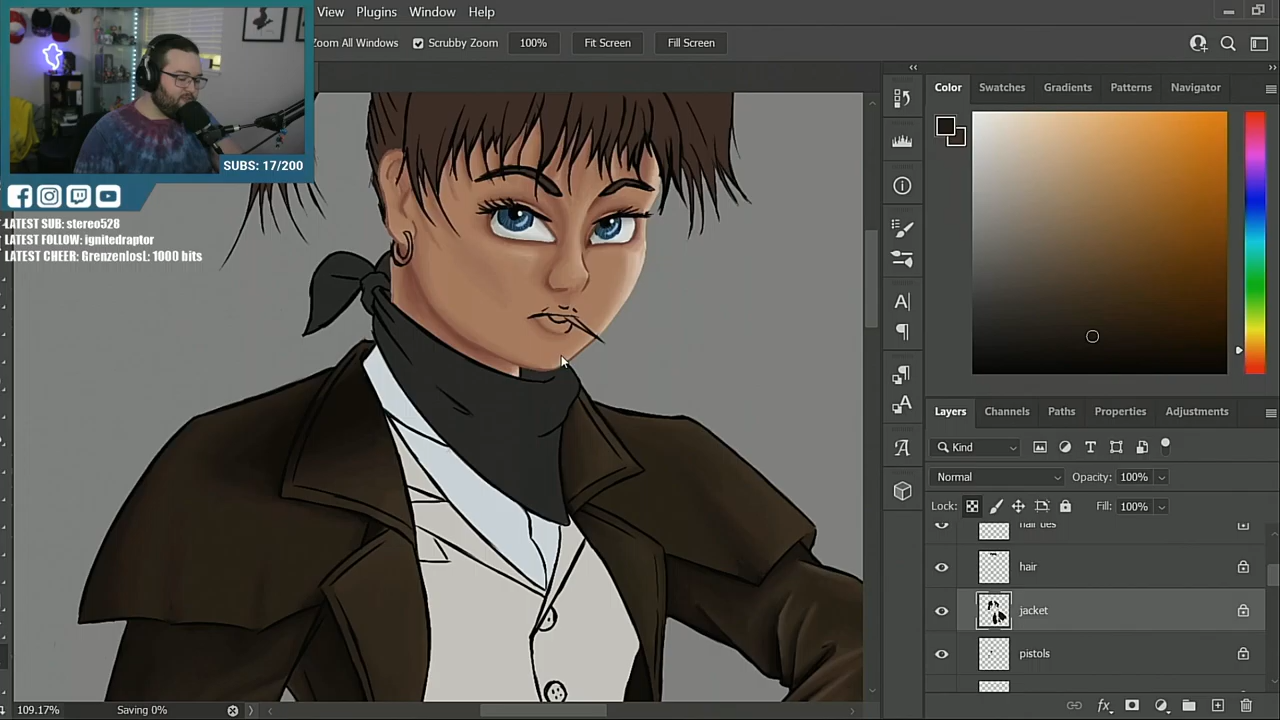 View Plugins Window Help
Zoom All Windows Scrubby Zoom 100% Fit Screen Fill Screen
SUBS: 17/200
LATEST SUB: stereo528
LATEST FOLLOW: ignitedraptor
LATEST CHEER: GrenzenlosL: 1000 bits
Color Swatches Gradients Patterns Navigator
Layers Channels Paths Properties Adjustments
Kind
Normal Opacity: 100%
Lock: Fill: 100%
hair ties
hair
jacket
pistols
109.17% Saving 0%